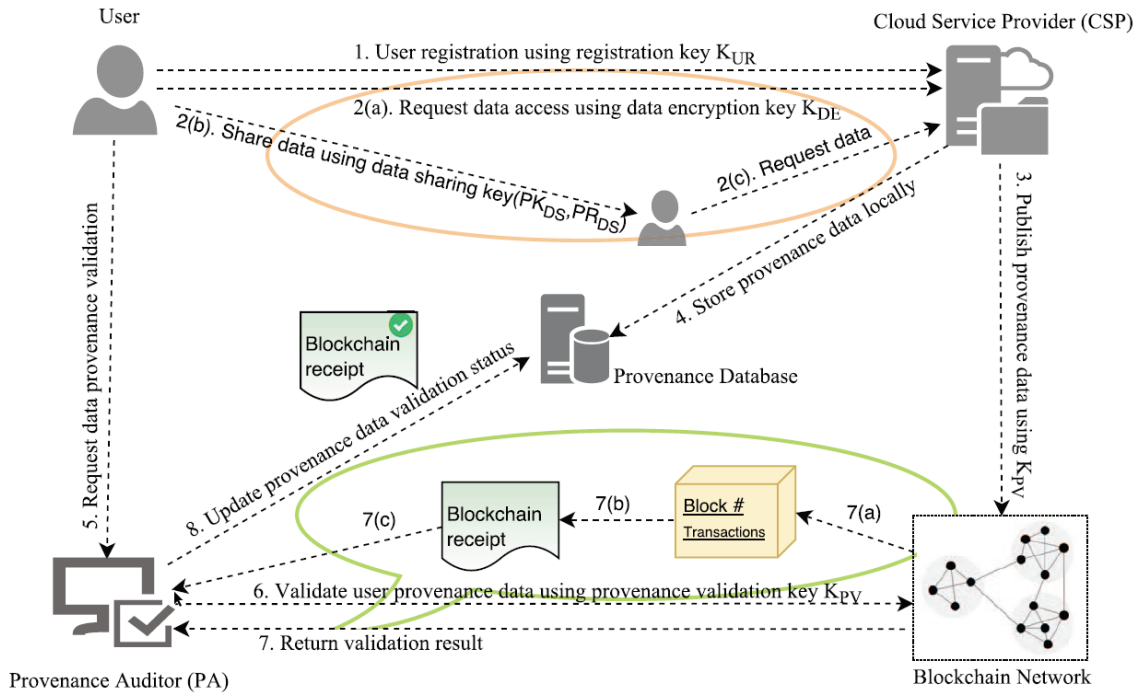 User
Cloud Service Provider (CSP)
1. User registration using registration key K_UR
2(a). Request data access using data encryption key K_DE
2(b). Share data using data sharing key(PK_DS,PR_DS)
2(c). Request data
3. Publish provenance data using K_PV
4. Store provenance data locally
5. Request data provenance validation
Blockchain
receipt
Provenance Database
8. Update provenance data validation status
Block #
Transactions
7(a)
7(b)
Blockchain
receipt
7(c)
6. Validate user provenance data using provenance validation key K_PV
7. Return validation result
Provenance Auditor (PA)
Blockchain Network